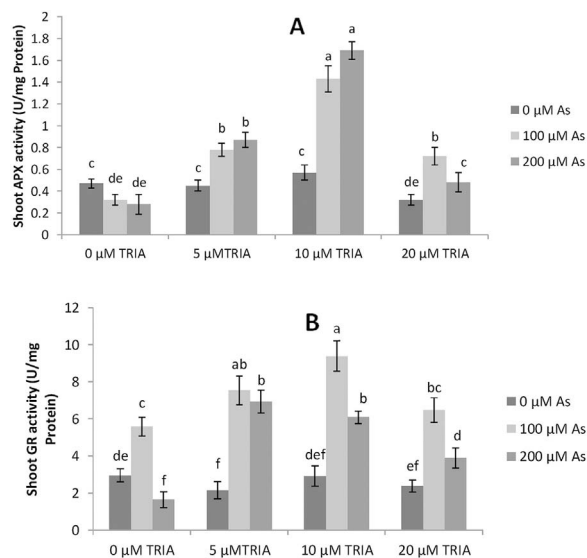 A
Shoot APX activity (U/mg Protein)
2
1.8
1.6
1.4
1.2
1
0.8
0.6
0.4
0.2
0
c de de
c b b
c a a
de b c
0 µM TRIA 5 µMTRIA 10 µM TRIA 20 µM TRIA
0 µM As
100 µM As
200 µM As
B
Shoot GR activity (U/mg
Protein)
12
10
8
6
4
2
0
de c f
f ab b
def a b
ef bc d
0 µM TRIA 5 µMTRIA 10 µM TRIA 20 µM TRIA
0 µM As
100 µM As
200 µM As